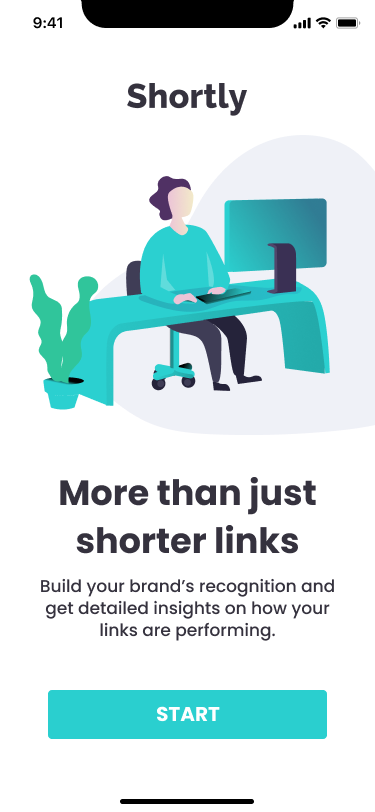 9:41
Shortly
More than just
shorter links
Build your brand’s recognition and
get detailed insights on how your
links are performing.
START